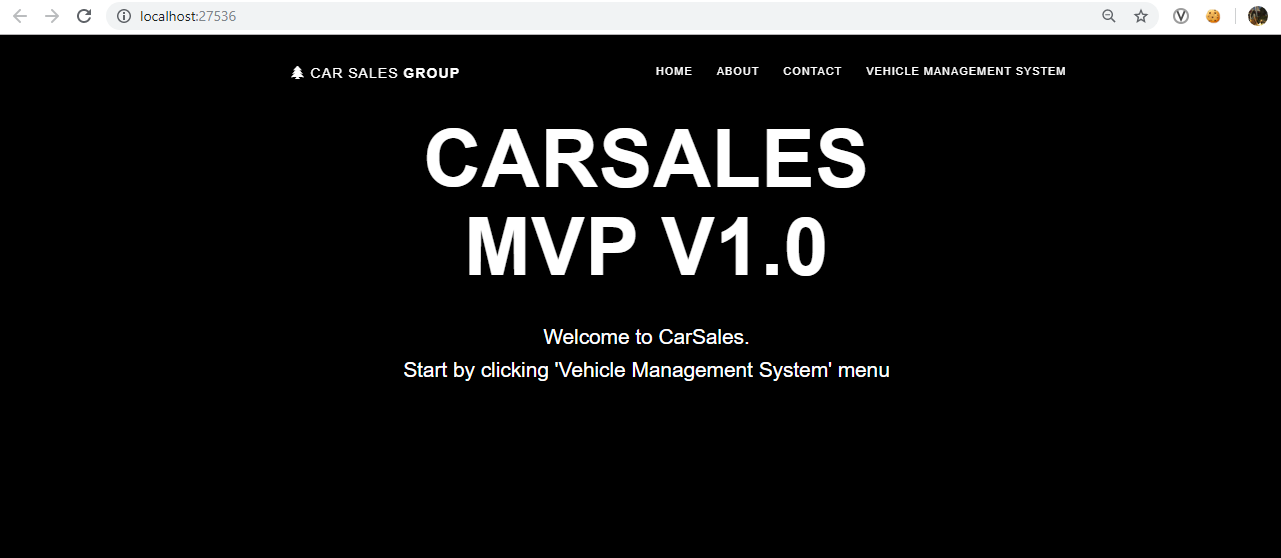 localhost:27536
CAR SALES GROUP
HOME ABOUT CONTACT VEHICLE MANAGEMENT SYSTEM
CARSALES
MVP V1.0
Welcome to CarSales.
Start by clicking 'Vehicle Management System' menu